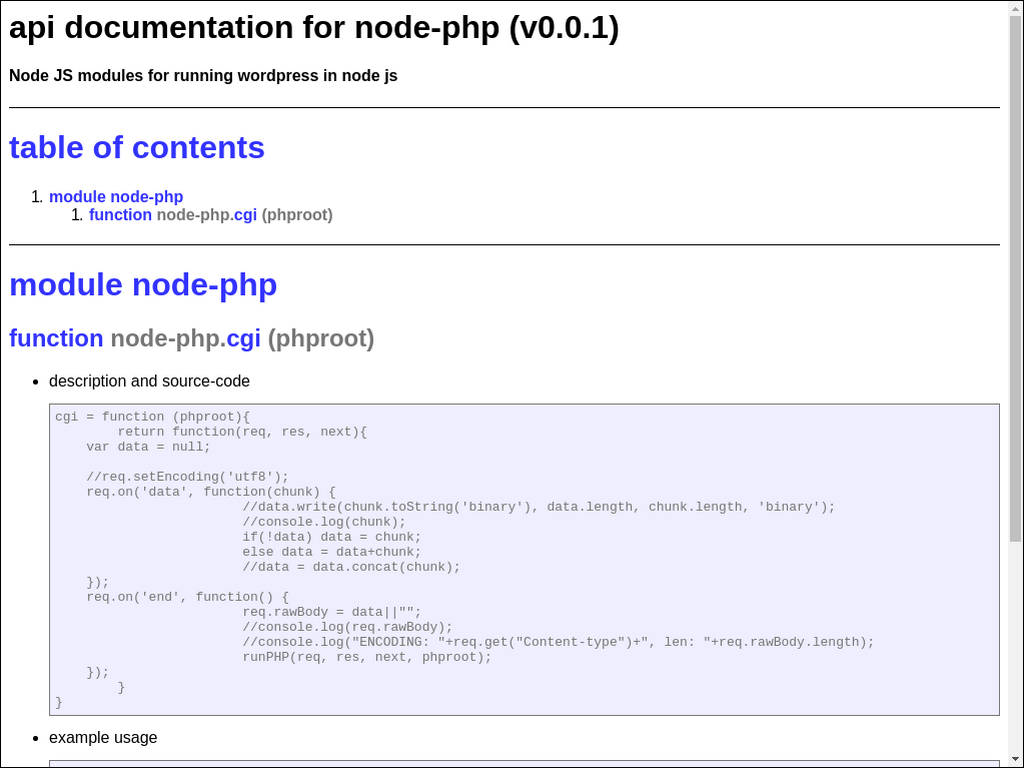 api documentation for node-php (v0.0.1)
Node JS modules for running wordpress in node js
table of contents
1. module node-php
1. function node-php.cgi (phproot)
module node-php
function node-php.cgi (phproot)
• description and source-code
cgi = function (phproot){
        return function(req, res, next){
    var data = null;

    //req.setEncoding('utf8');
    req.on('data', function(chunk) {
                        //data.write(chunk.toString('binary'), data.length, chunk.length, 'binary');
                        //console.log(chunk);
                        if(!data) data = chunk;
                        else data = data+chunk;
                        //data = data.concat(chunk);
    });
    req.on('end', function() {
                        req.rawBody = data||"";
                        //console.log(req.rawBody);
                        //console.log("ENCODING: "+req.get("Content-type")+", len: "+req.rawBody.length);
                        runPHP(req, res, next, phproot);
    });
        }
}
• example usage